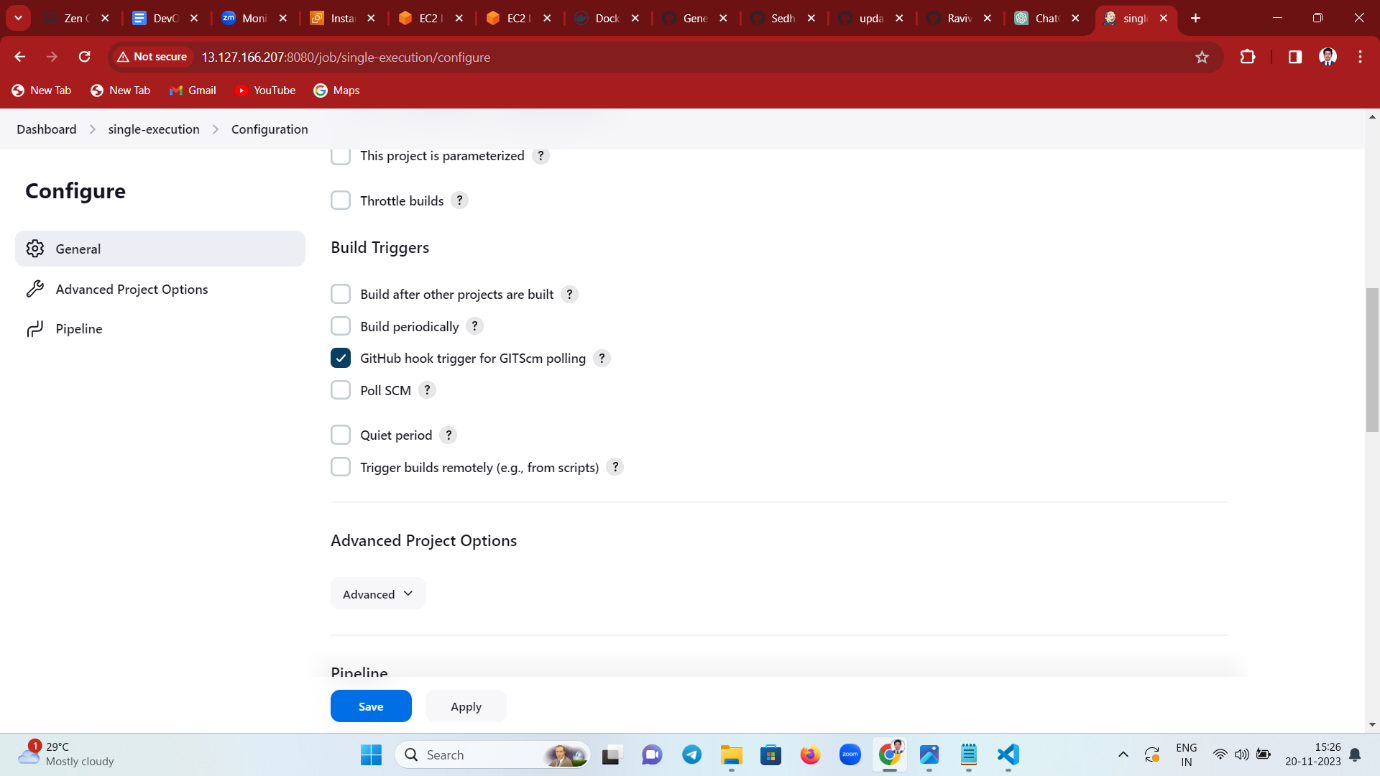 Zen C DevO zm Moni Insta EC2 I EC2 I Dock Gene Sedh upda Raviv Chat singl
Not secure 13.127.166.207:8080/job/single-execution/configure
New Tab New Tab Gmail YouTube Maps
Dashboard single-execution Configuration
This project is parameterized ?
Configure
Throttle builds ?
General
Build Triggers
Advanced Project Options
Build after other projects are built ?
Pipeline
Build periodically ?
GitHub hook trigger for GITScm polling ?
Poll SCM ?
Quiet period ?
Trigger builds remotely (e.g., from scripts) ?
Advanced Project Options
Advanced
Pipeline
Save Apply
1 29°C
Mostly cloudy
Search
zoom
ENG
IN
15:26
20-11-2023